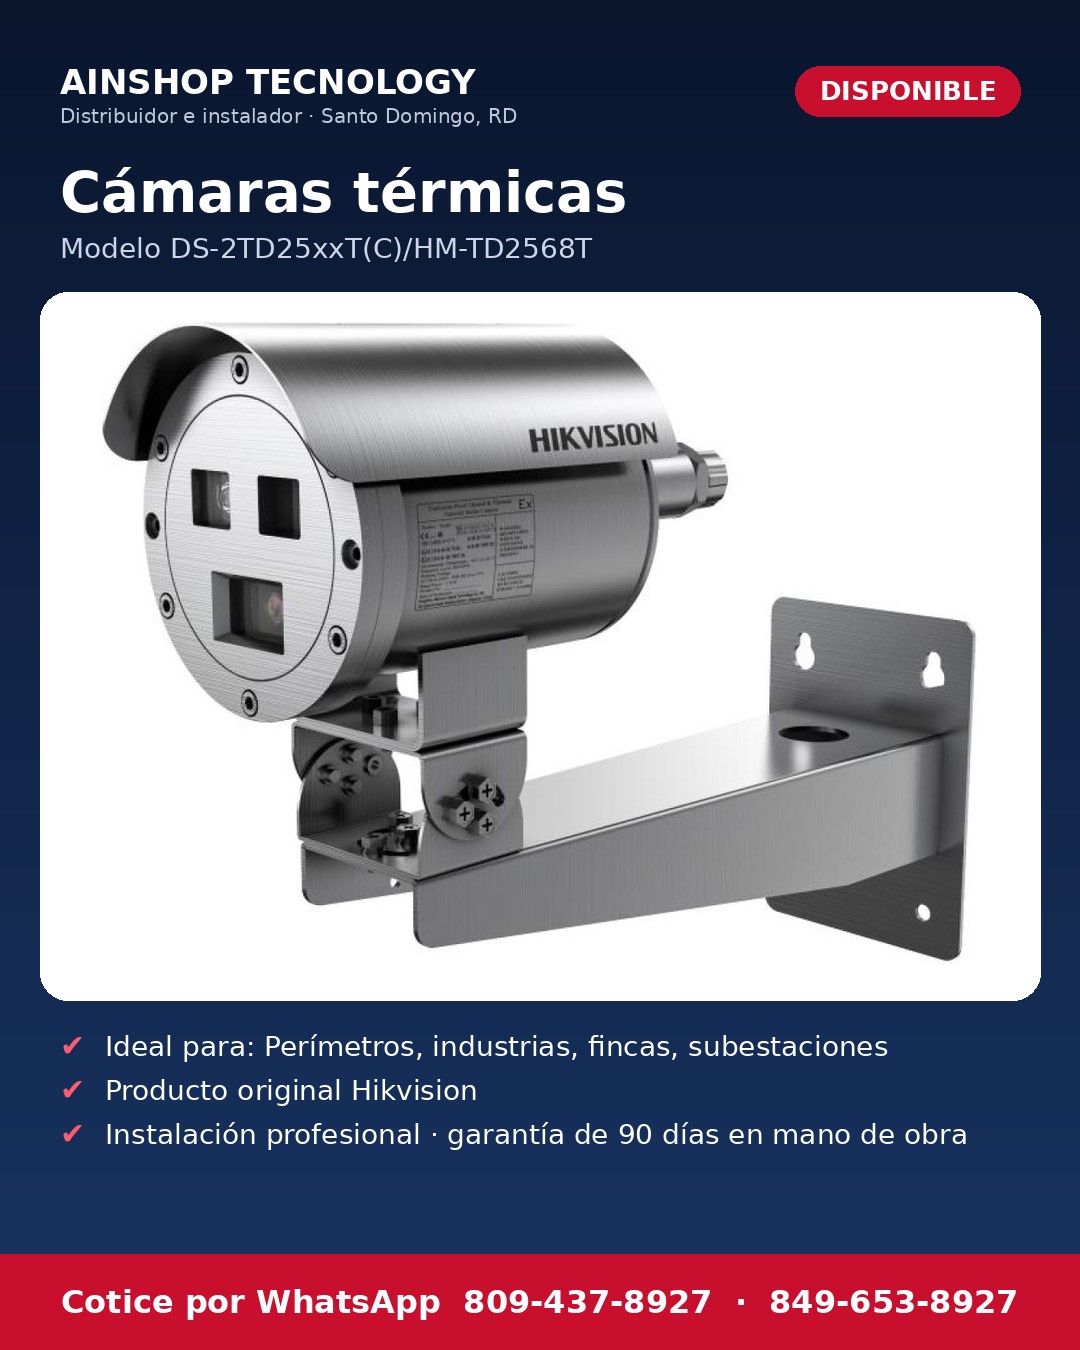 AINSHOP TECNOLOGY
Distribuidor e instalador · Santo Domingo, RD
DISPONIBLE
Cámaras térmicas
Modelo DS-2TD25xxT(C)/HM-TD2568T
HIKVISION
Ex
✔ Ideal para: Perímetros, industrias, fincas, subestaciones
✔ Producto original Hikvision
✔ Instalación profesional · garantía de 90 días en mano de obra
Cotice por WhatsApp 809-437-8927 · 849-653-8927